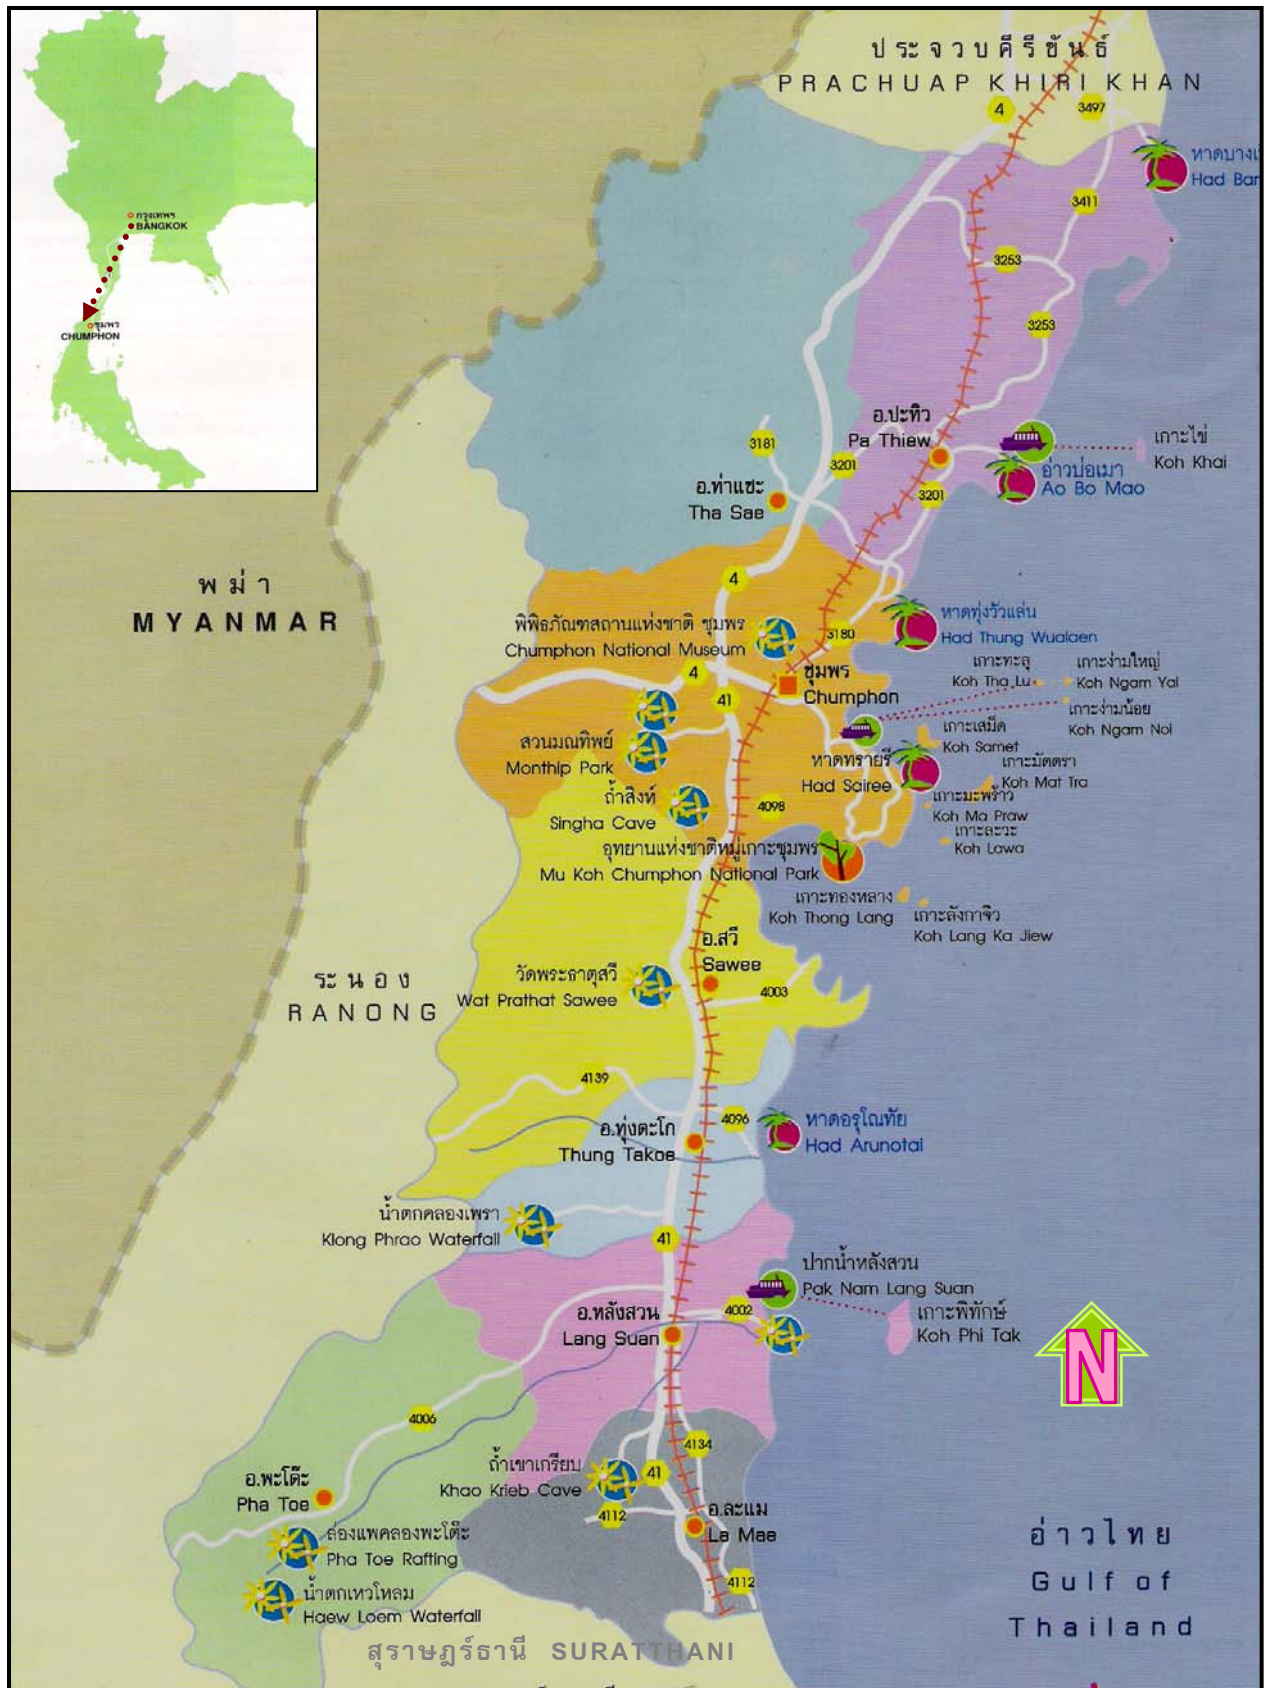 กรุงเทพฯ
BANGKOK
ชุมพร
CHUMPHON
ประจวบคีรีขันธ์
PRACHUAP KHIRI KHAN
4
3497
หาดบางเ
Had Bar
3411
3253
3253
อ.ปะทิว
Pa Thiew
เกาะไข่
Koh Khai
อ่าวบ่อเมา
Ao Bo Mao
3181
3201
3201
อ.ท่าแซะ
Tha Sae
พม่า
MYANMAR
4
พิพิธภัณฑสถานแห่งชาติ ชุมพร
Chumphon National Museum
3180
หาดทุ่งวัวแล่น
Had Thung Wualaen
4
41
ชุมพร
Chumphon
เกาะทะลุ
Koh Tha Lu
เกาะง่ามใหญ่
Koh Ngam Yai
เกาะง่ามน้อย
Koh Ngam Noi
เกาะเสม็ด
Koh Samet
สวนมณทิพย์
Monthip Park
หาดทรายรี
Had Sairee
เกาะมัตตรา
Koh Mat Tra
เกาะมะพร้าว
Koh Ma Praw
ถ้ำสิงห์
Singha Cave
4098
เกาะละวะ
Koh Lawa
อุทยานแห่งชาติหมู่เกาะชุมพร
Mu Koh Chumphon National Park
เกาะทองหลาง
Koh Thong Lang
เกาะลังกาจิว
Koh Lang Ka Jiew
อ.สวี
Sawee
วัดพระธาตุสวี
Wat Prathat Sawee
4003
ระนอง
RANONG
4139
4096
อ.ทุ่งตะโก
Thung Takoe
หาดอรุโณทัย
Had Arunotai
น้ำตกคลองเพรา
Klong Phrao Waterfall
41
ปากน้ำหลังสวน
Pak Nam Lang Suan
4002
อ.หลังสวน
Lang Suan
เกาะพิทักษ์
Koh Phi Tak
N
4006
4134
ถ้ำเขาเกรียบ
Khao Krieb Cave
41
4112
อ.พะโต๊ะ
Pha Toe
อ.ละแม
La Mae
ล่องแพคลองพะโต๊ะ
Pha Toe Rafting
4112
น้ำตกเหวโหลม
Haew Loem Waterfall
อ่าวไทย
Gulf of
Thailand
สุราษฎร์ธานี SURATTHANI